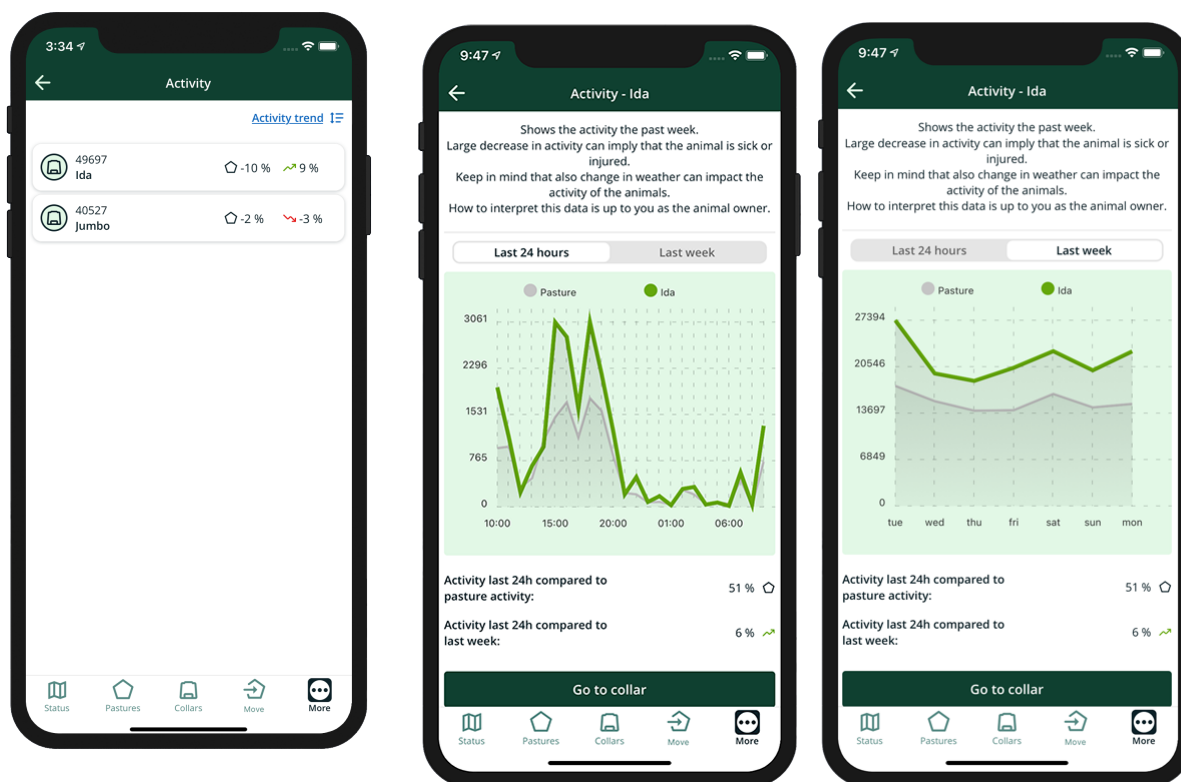 3:34
Activity
Activity trend
49697
Ida
-10 %
9 %
40527
Jumbo
-2 %
-3 %
Status
Pastures
Collars
Move
More
9:47
Activity - Ida
Shows the activity the past week.
Large decrease in activity can imply that the animal is sick or
injured.
Keep in mind that also change in weather can impact the
activity of the animals.
How to interpret this data is up to you as the animal owner.
Last 24 hours
Last week
Pasture
Ida
3061
2296
1531
765
0
10:00
15:00
20:00
01:00
06:00
Activity last 24h compared to
pasture activity:
51 %
Activity last 24h compared to
last week:
6 %
Go to collar
Status
Pastures
Collars
Move
More
9:47
Activity - Ida
Shows the activity the past week.
Large decrease in activity can imply that the animal is sick or
injured.
Keep in mind that also change in weather can impact the
activity of the animals.
How to interpret this data is up to you as the animal owner.
Last 24 hours
Last week
Pasture
Ida
27394
20546
13697
6849
0
tue
wed
thu
fri
sat
sun
mon
Activity last 24h compared to
pasture activity:
51 %
Activity last 24h compared to
last week:
6 %
Go to collar
Status
Pastures
Collars
Move
More